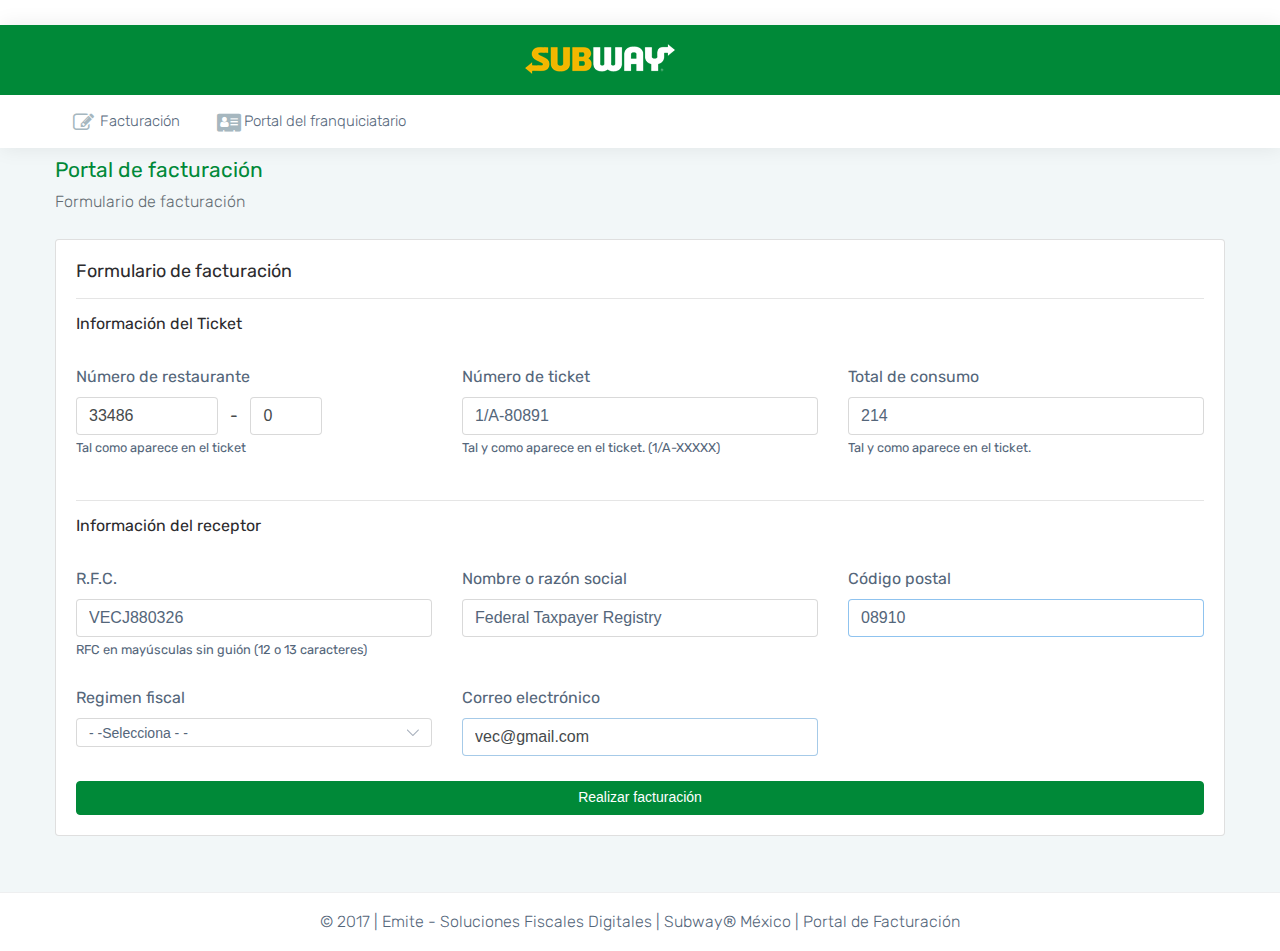 SUBWAY
Facturación Portal del franquiciatario
Portal de facturación
Formulario de facturación
Formulario de facturación
Información del Ticket
Número de restaurante Número de ticket Total de consumo
33486 - 0 1/A-80891 214
Tal como aparece en el ticket Tal y como aparece en el ticket. (1/A-XXXXX) Tal y como aparece en el ticket.
Información del receptor
R.F.C. Nombre o razón social Código postal
VECJ880326 Federal Taxpayer Registry 08910
RFC en mayúsculas sin guión (12 o 13 caracteres)
Regimen fiscal Correo electrónico
- -Selecciona - - vec@gmail.com
Realizar facturación
© 2017 | Emite - Soluciones Fiscales Digitales | Subway® México | Portal de Facturación